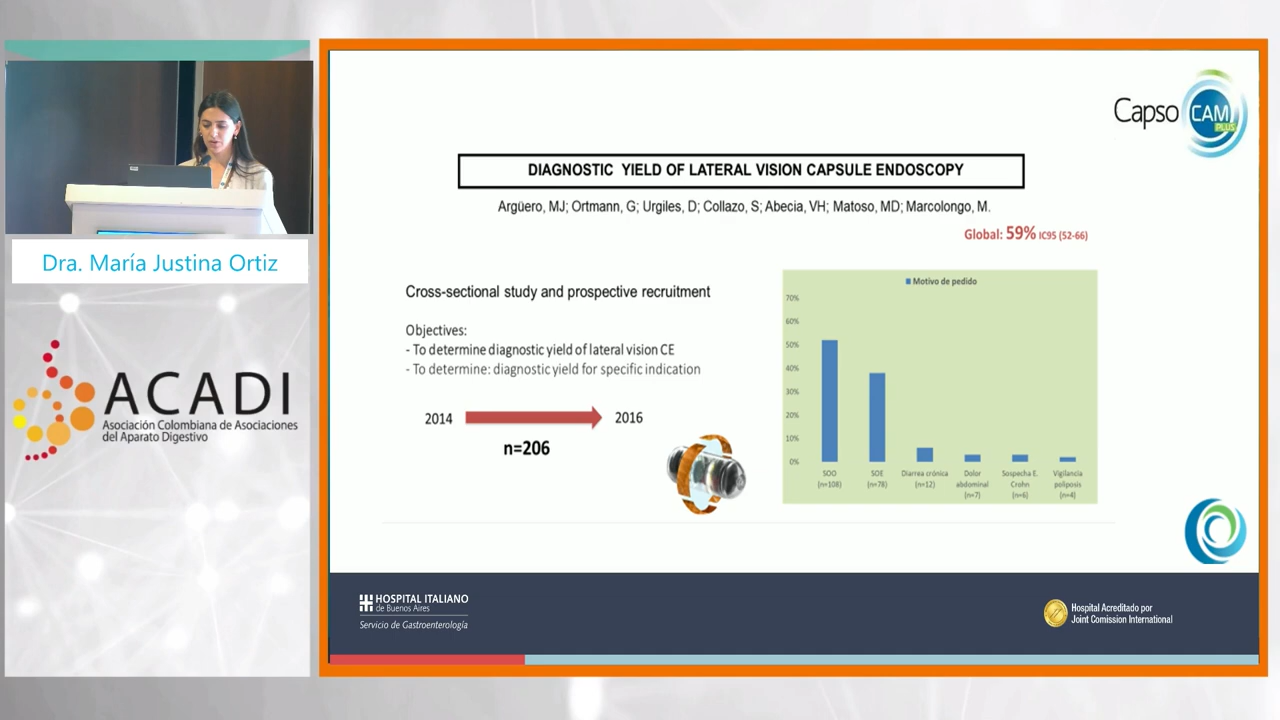 Capso CAM
PLUS
DIAGNOSTIC YIELD OF LATERAL VISION CAPSULE ENDOSCOPY
Argüero, MJ; Ortmann, G; Urgiles, D; Collazo, S; Abecia, VH; Matoso, MD; Marcolongo, M.
Global: 59% IC95 (52-66)
Dra. María Justina Ortiz
Cross-sectional study and prospective recruitment
Objectives:
- To determine diagnostic yield of lateral vision CE
- To determine: diagnostic yield for specific indication
2014
2016
n=206
Motivo de pedido
70%
60%
50%
40%
30%
20%
10%
0%
SOO
(n=108)
SOE
(n=78)
Diarrea crónica
(n=12)
Dolor
abdominal
(n=7)
Sospecha E.
Crohn
(n=6)
Vigilancia
poliposis
(n=4)
ACADI
Asociación Colombiana de Asociaciones
del Aparato Digestivo
HOSPITAL ITALIANO
de Buenos Aires
Servicio de Gastroenterología
Hospital Acreditado por
Joint Comission International